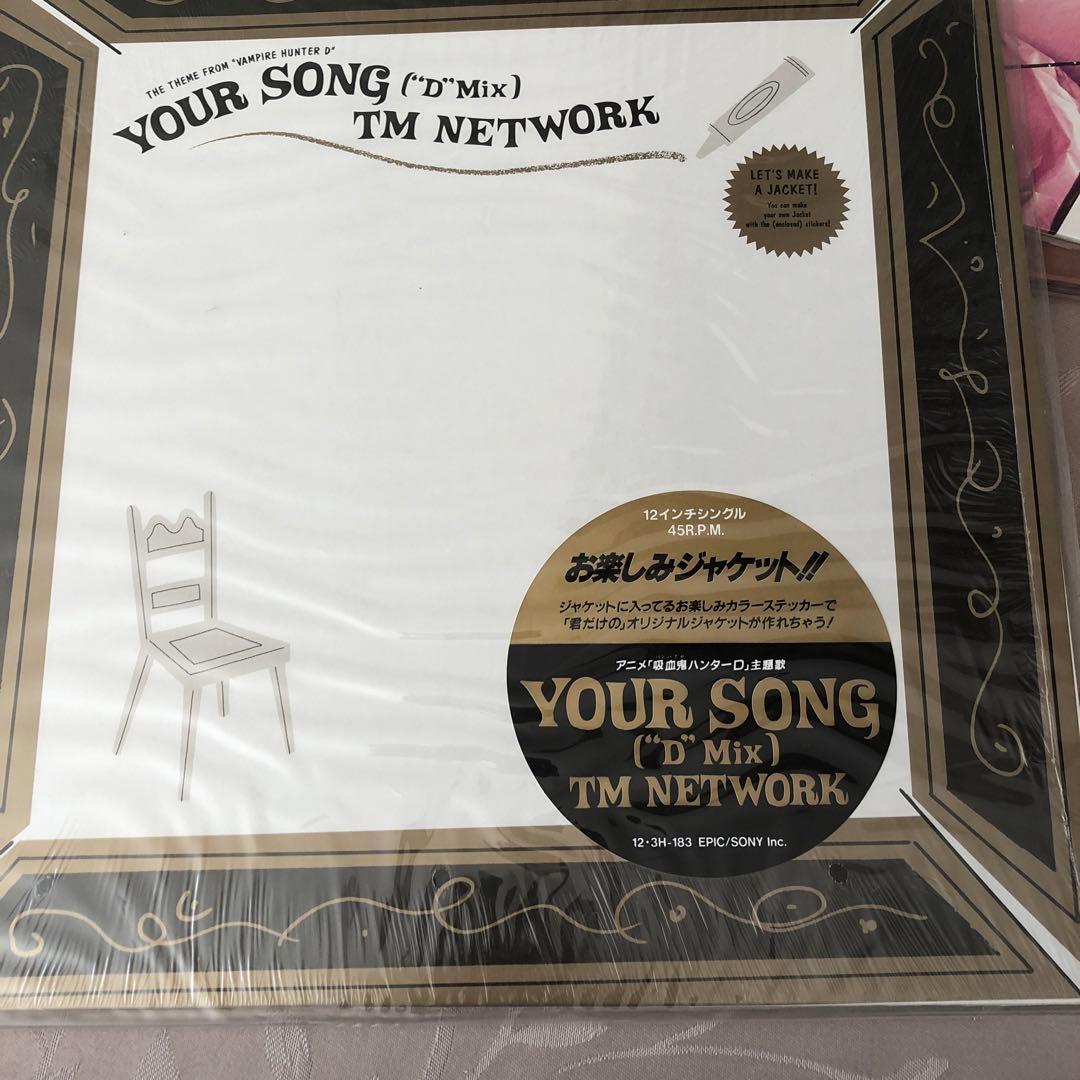 THE THEME FROM "VAMPIRE HUNTER D"
YOUR SONG ("D" Mix)
TM NETWORK
LET'S MAKE
A JACKET!
You can make
your own Jacket
with the (enclosed) stickers!
12インチシングル
45R.P.M.
お楽しみジャケット!!
ジャケットに入ってるお楽しみカラーステッカーで
「君だけの」オリジナルジャケットが作れちゃう!
アニメ「吸血鬼ハンターD」主題歌
YOUR SONG
("D" Mix)
TM NETWORK
12・3H-183 EPIC/SONY Inc.